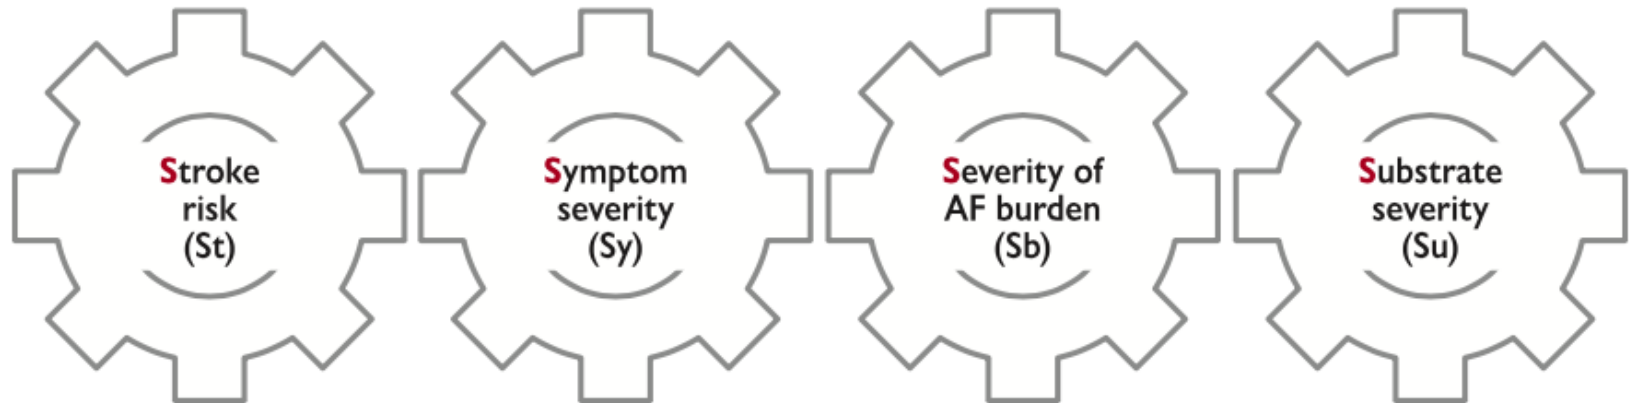 Stroke
risk
(St)
Symptom
severity
(Sy)
Severity of
AF burden
(Sb)
Substrate
severity
(Su)